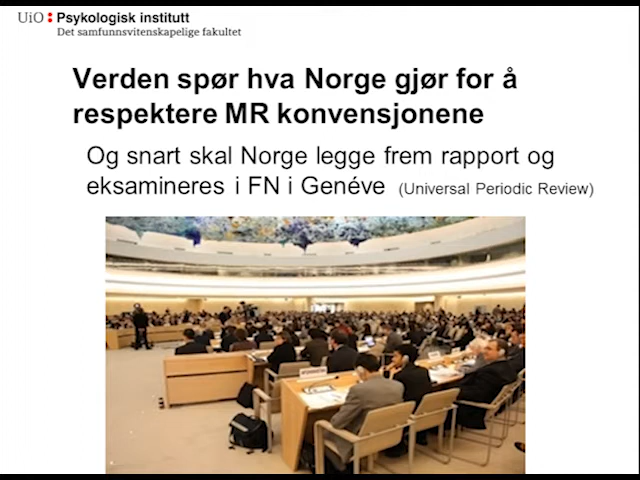 UiO Psykologisk institutt
Det samfunnsvitenskapelige fakultet
Verden spør hva Norge gjør for å
respektere MR konvensjonene
Og snart skal Norge legge frem rapport og
eksamineres i FN i Genéve (Universal Periodic Review)